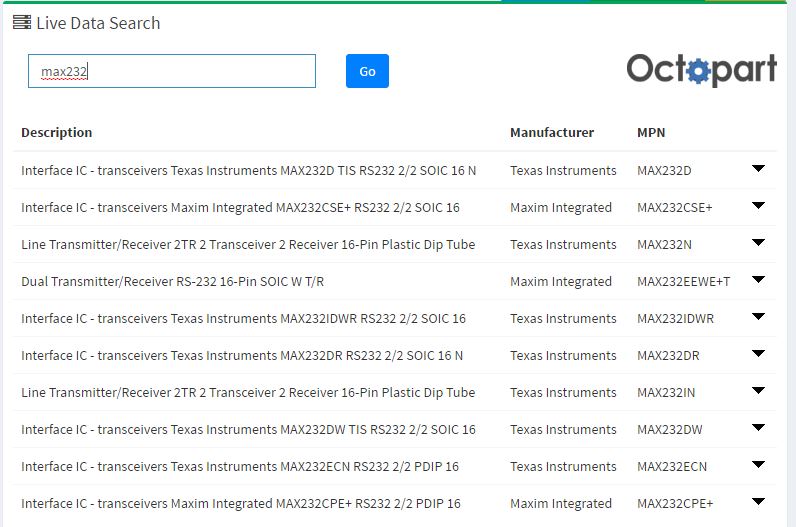 Live Data Search
max232
Go
Octopart
Description Manufacturer MPN
Interface IC - transceivers Texas Instruments MAX232D TIS RS232 2/2 SOIC 16 N Texas Instruments MAX232D
Interface IC - transceivers Maxim Integrated MAX232CSE+ RS232 2/2 SOIC 16 Maxim Integrated MAX232CSE+
Line Transmitter/Receiver 2TR 2 Transceiver 2 Receiver 16-Pin Plastic Dip Tube Texas Instruments MAX232N
Dual Transmitter/Receiver RS-232 16-Pin SOIC W T/R Maxim Integrated MAX232EEWE+T
Interface IC - transceivers Texas Instruments MAX232IDWR RS232 2/2 SOIC 16 Texas Instruments MAX232IDWR
Interface IC - transceivers Texas Instruments MAX232DR RS232 2/2 SOIC 16 N Texas Instruments MAX232DR
Line Transmitter/Receiver 2TR 2 Transceiver 2 Receiver 16-Pin Plastic Dip Tube Texas Instruments MAX232IN
Interface IC - transceivers Texas Instruments MAX232DW TIS RS232 2/2 SOIC 16 Texas Instruments MAX232DW
Interface IC - transceivers Texas Instruments MAX232ECN RS232 2/2 PDIP 16 Texas Instruments MAX232ECN
Interface IC - transceivers Maxim Integrated MAX232CPE+ RS232 2/2 PDIP 16 Maxim Integrated MAX232CPE+